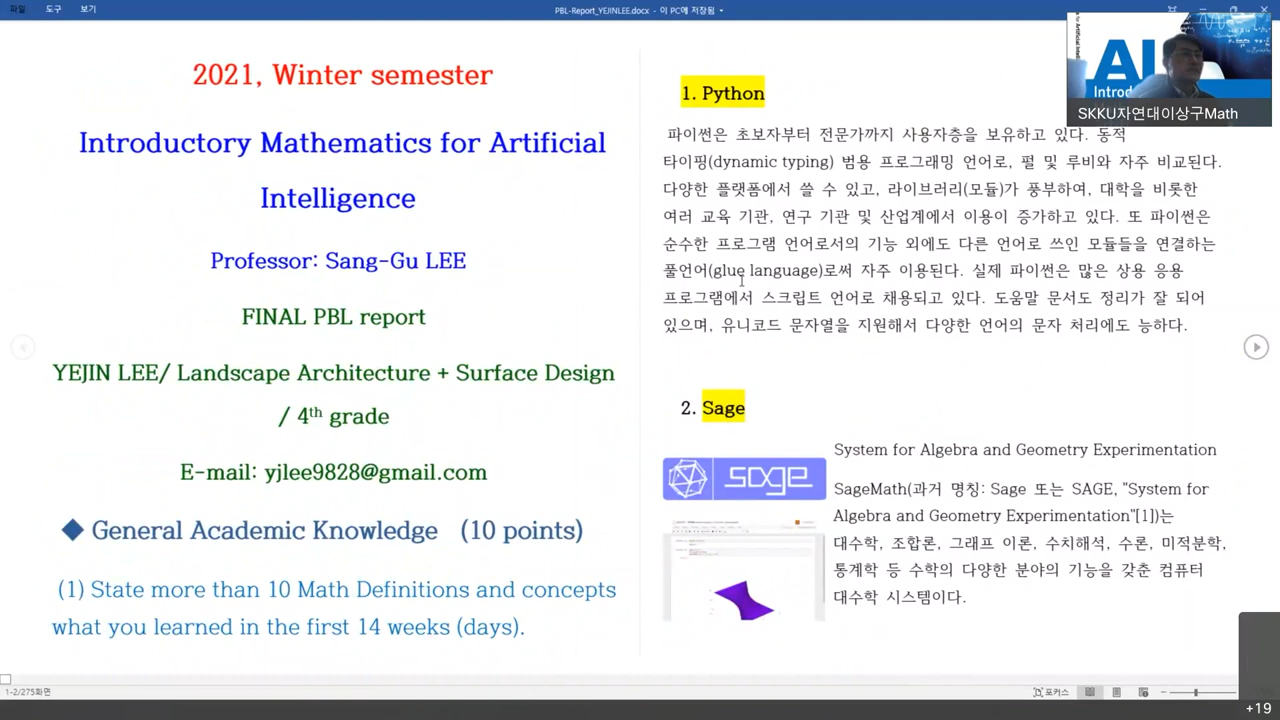 파일 도구 보기
PBL-Report_YEJINLEE.docx - 이 PC에 저장됨
2021, Winter semester
Introductory Mathematics for Artificial
Intelligence
Professor: Sang-Gu LEE
FINAL PBL report
YEJIN LEE/ Landscape Architecture + Surface Design
/ 4th grade
E-mail: yjlee9828@gmail.com
◆ General Academic Knowledge (10 points)
(1) State more than 10 Math Definitions and concepts
what you learned in the first 14 weeks (days).
1. Python
파이썬은 초보자부터 전문가까지 사용자층을 보유하고 있다. 동적
타이핑(dynamic typing) 범용 프로그래밍 언어로, 펄 및 루비와 자주 비교된다.
다양한 플랫폼에서 쓸 수 있고, 라이브러리(모듈)가 풍부하여, 대학을 비롯한
여러 교육 기관, 연구 기관 및 산업계에서 이용이 증가하고 있다. 또 파이썬은
순수한 프로그램 언어로서의 기능 외에도 다른 언어로 쓰인 모듈들을 연결하는
풀언어(glue language)로써 자주 이용된다. 실제 파이썬은 많은 상용 응용
프로그램에서 스크립트 언어로 채용되고 있다. 도움말 문서도 정리가 잘 되어
있으며, 유니코드 문자열을 지원해서 다양한 언어의 문자 처리에도 능하다.
2. Sage
sage
System for Algebra and Geometry Experimentation
SageMath(과거 명칭: Sage 또는 SAGE, "System for
Algebra and Geometry Experimentation"[1])는
대수학, 조합론, 그래프 이론, 수치해석, 수론, 미적분학,
통계학 등 수학의 다양한 분야의 기능을 갖춘 컴퓨터
대수학 시스템이다.
AI
Introd
SKKU자연대이상구Math
1-2/275화면
포커스
+19